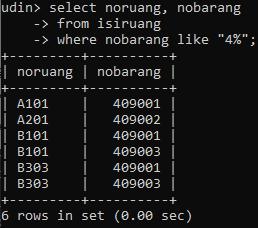 udin> select noruang, nobarang
    -> from isiruang
    -> where nobarang like "4%";
+---------+----------+
| noruang | nobarang |
+---------+----------+
| A101    |   409001 |
| A201    |   409002 |
| B101    |   409001 |
| B101    |   409003 |
| B303    |   409001 |
| B303    |   409003 |
+---------+----------+
6 rows in set (0.00 sec)